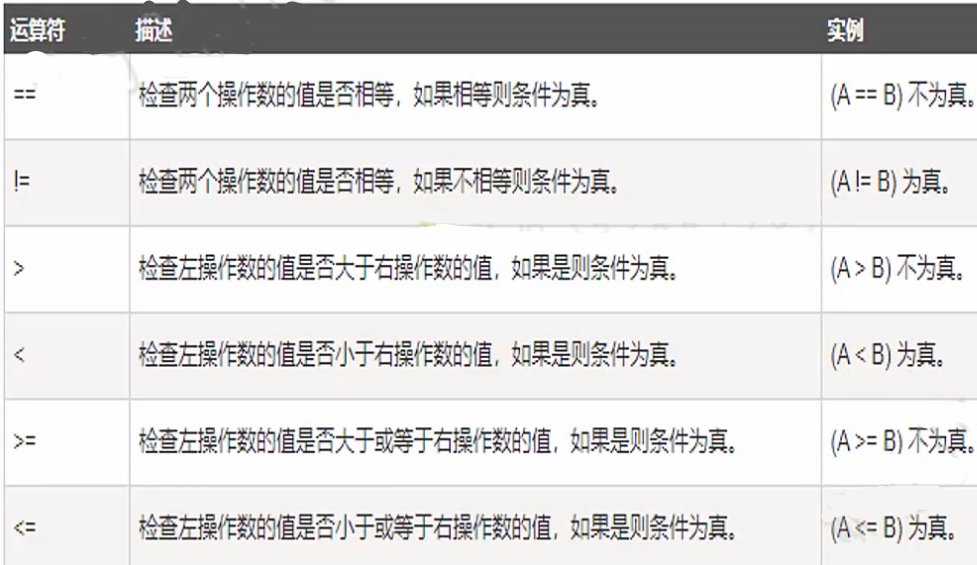 运算符 描述 实例
== 检查两个操作数的值是否相等，如果相等则条件为真。 (A == B) 不为真。
!= 检查两个操作数的值是否相等，如果不相等则条件为真。 (A != B) 为真。
> 检查左操作数的值是否大于右操作数的值，如果是则条件为真。 (A > B) 不为真。
< 检查左操作数的值是否小于右操作数的值，如果是则条件为真。 (A < B) 为真。
>= 检查左操作数的值是否大于或等于右操作数的值，如果是则条件为真。 (A >= B) 不为真。
<= 检查左操作数的值是否小于或等于右操作数的值，如果是则条件为真。 (A <= B) 为真。